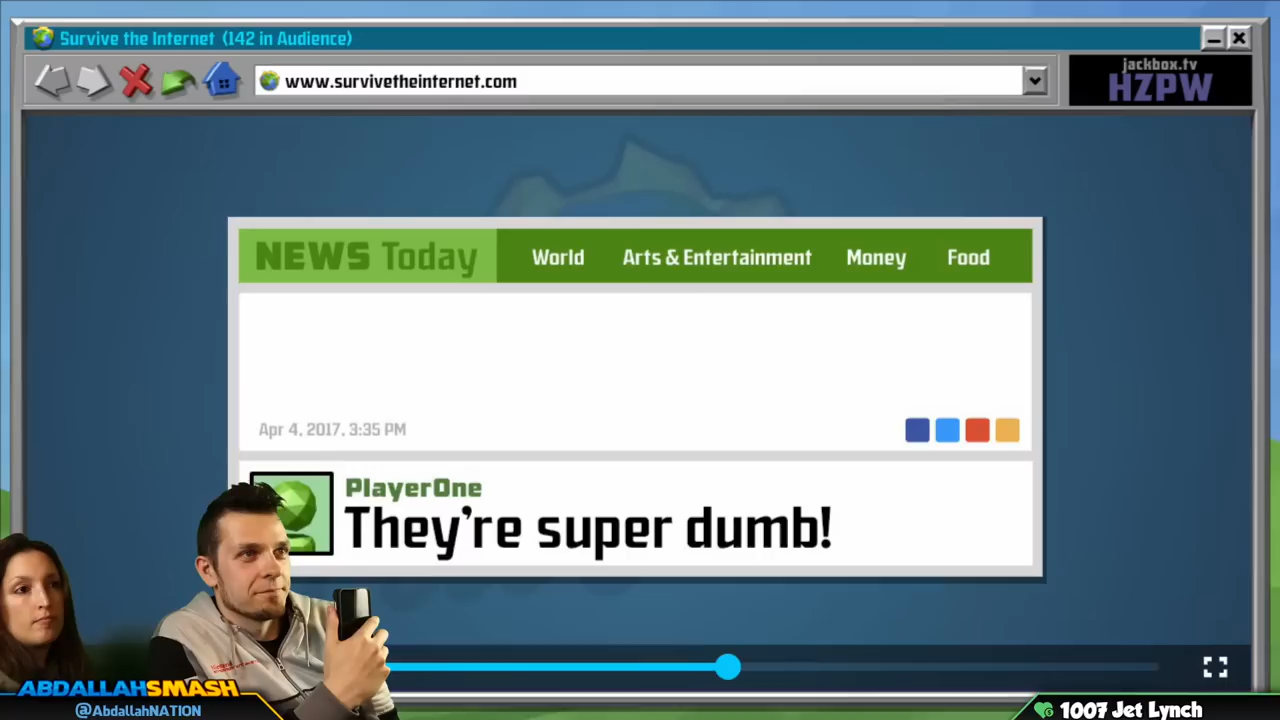 Survive the Internet (142 in Audience)
www.survivetheinternet.com
jackbox.tv
HZPW
NEWS Today World Arts & Entertainment Money Food
Apr 4, 2017, 3:35 PM
PlayerOne
They're super dumb!
ABDALLAHSMASH
@AbdallahNATION
1007 Jet Lynch